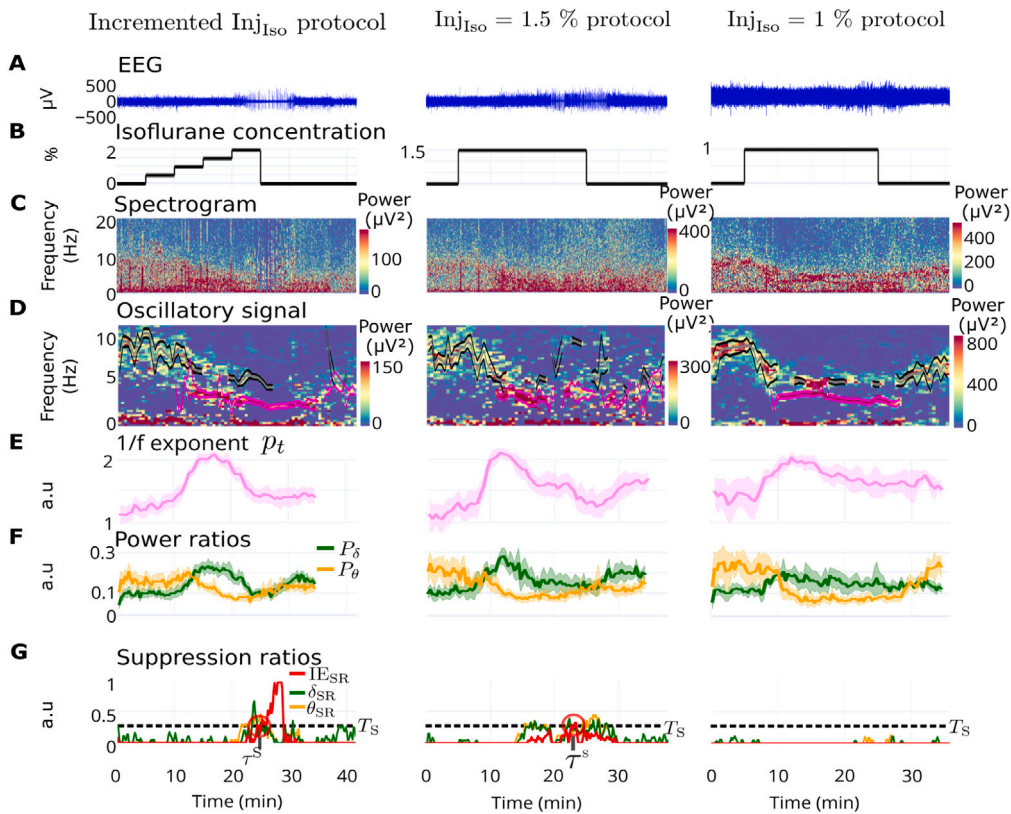 Incremented Inj_Iso protocol
Inj_Iso = 1.5 % protocol
Inj_Iso = 1 % protocol
A
EEG
μV
500
0
−500
B
Isoflurane concentration
%
2
0
1.5
1
C
Spectrogram
Frequency
(Hz)
20
10
0
Power
(μV²)
100
0
Power
(μV²)
400
0
Power
(μV²)
400
200
0
D
Oscillatory signal
Frequency
(Hz)
10
5
0
Power
(μV²)
150
0
Power
(μV²)
300
0
Power
(μV²)
800
400
0
E
1/f exponent p_t
a.u
2
1
F
Power ratios
a.u
0.3
0.1
0
P_δ
P_θ
G
Suppression ratios
a.u
1
0.5
0
IE_SR
δ_SR
θ_SR
T_S
τ^S
T_S
τ^s
T_S
0 10 20 30 40
0 10 20 30
0 10 20 30
Time (min)
Time (min)
Time (min)